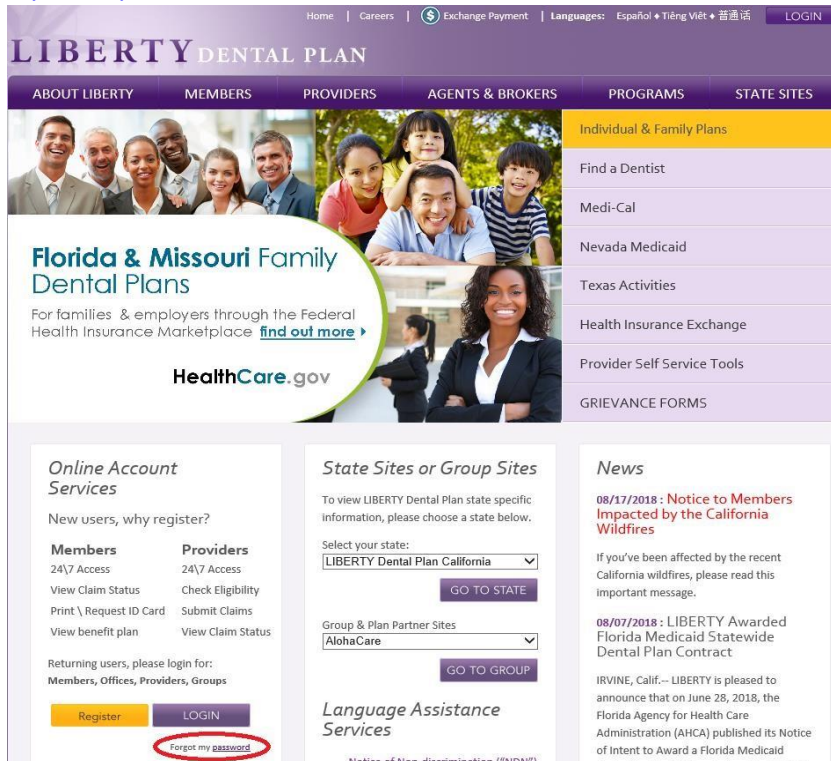 Home | Careers | $ Exchange Payment | Languages: Español ♦ Tiêng Việt ♦ 普通话 LOGIN
LIBERTY DENTAL PLAN
ABOUT LIBERTY MEMBERS PROVIDERS AGENTS & BROKERS PROGRAMS STATE SITES
Individual & Family Plans
Find a Dentist
Medi-Cal
Nevada Medicaid
Texas Activities
Health Insurance Exchange
Provider Self Service Tools
GRIEVANCE FORMS
Florida & Missouri Family
Dental Plans
For families & employers through the Federal
Health Insurance Marketplace find out more
HealthCare.gov
Online Account
Services
New users, why register?
Members Providers
24\7 Access 24\7 Access
View Claim Status Check Eligibility
Print \ Request ID Card Submit Claims
View benefit plan View Claim Status
Returning users, please login for:
Members, Offices, Providers, Groups
Register LOGIN
Forgot my password
State Sites or Group Sites
To view LIBERTY Dental Plan state specific
information, please choose a state below.
Select your state:
LIBERTY Dental Plan California
GO TO STATE
Group & Plan Partner Sites
AlohaCare
GO TO GROUP
Language Assistance
Services
Notice of Non-discrimination ("NDN")
News
08/17/2018 : Notice to Members
Impacted by the California
Wildfires
If you've been affected by the recent
California wildfires, please read this
important message.
08/07/2018 : LIBERTY Awarded
Florida Medicaid Statewide
Dental Plan Contract
IRVINE, Calif.-- LIBERTY is pleased to
announce that on June 28, 2018, the
Florida Agency for Health Care
Administration (AHCA) published its Notice
of Intent to Award a Florida Medicaid